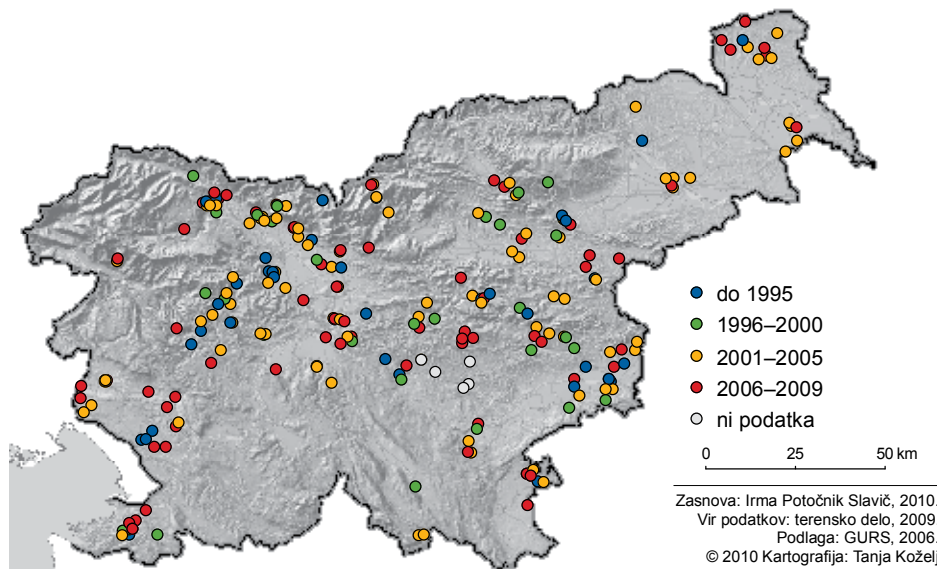 do 1995
1996–2000
2001–2005
2006–2009
ni podatka
0 25 50 km
Zasnova: Irma Potočnik Slavič, 2010.
Vir podatkov: terensko delo, 2009.
Podlaga: GURS, 2006.
© 2010 Kartografija: Tanja Koželj